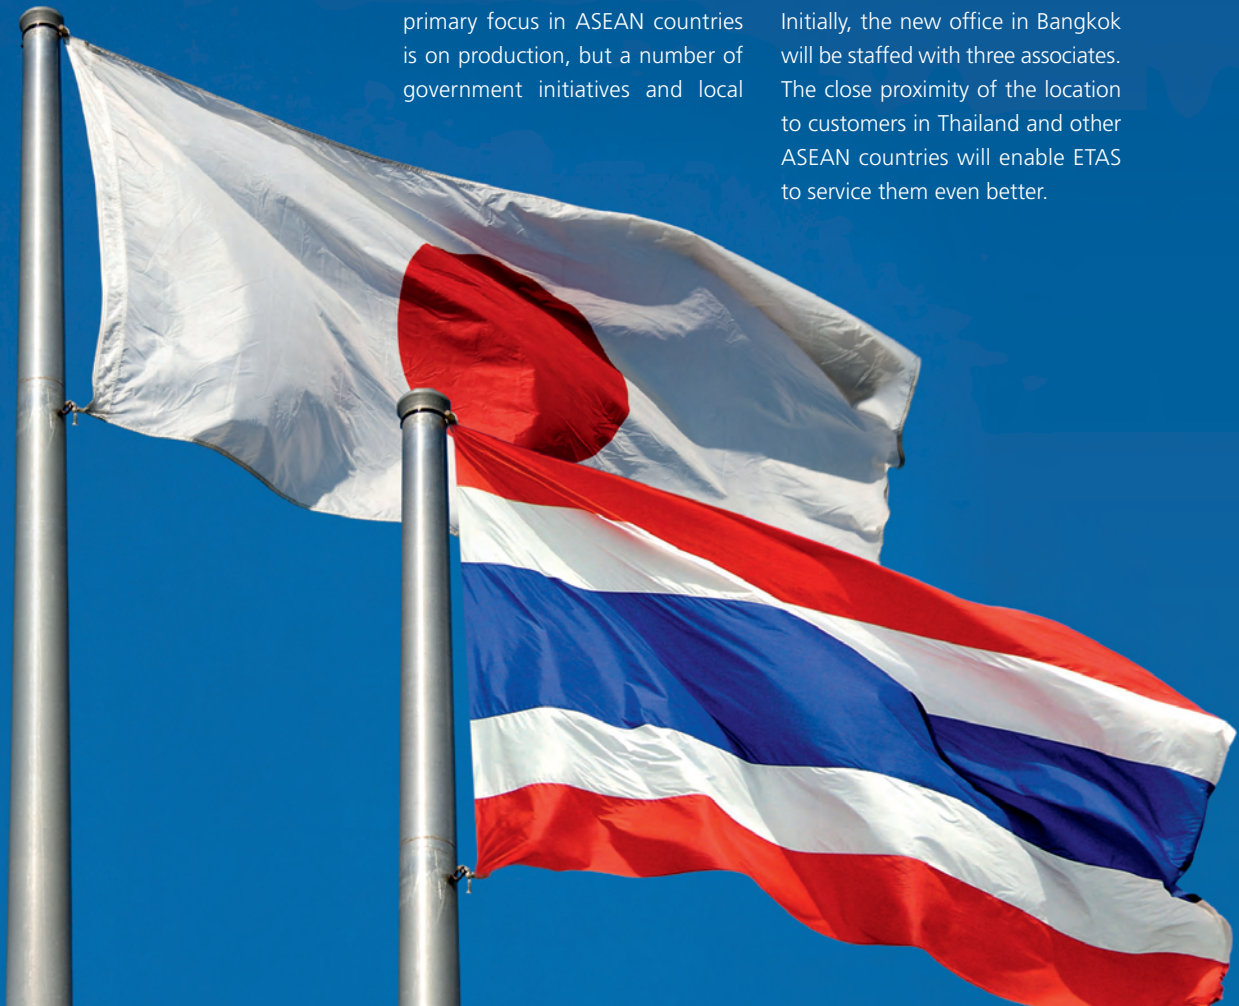 primary focus in ASEAN countries
is on production, but a number of
government initiatives and local
Initially, the new office in Bangkok
will be staffed with three associates.
The close proximity of the location
to customers in Thailand and other
ASEAN countries will enable ETAS
to service them even better.